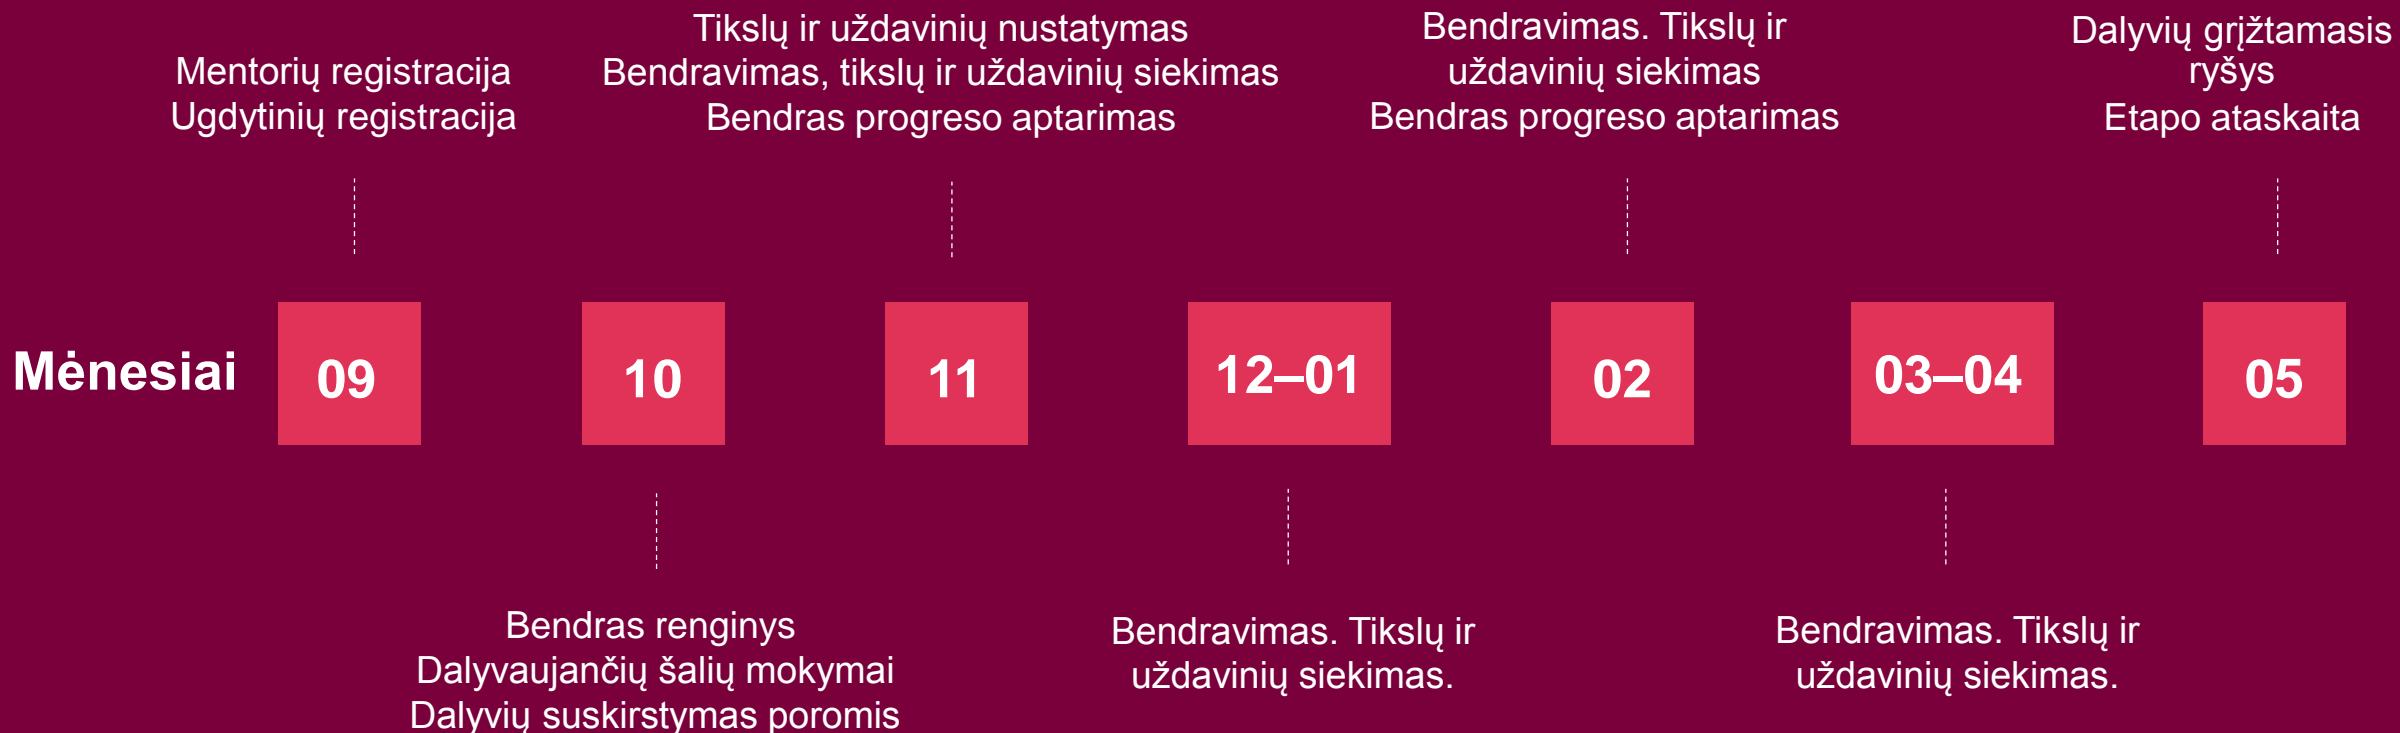 Mentorių registracija
Ugdytinių registracija
Tikslų ir uždavinių nustatymas
Bendravimas, tikslų ir uždavinių siekimas
Bendras progreso aptarimas
Bendravimas. Tikslų ir
uždavinių siekimas
Bendras progreso aptarimas
Dalyvių grįžtamasis
ryšys
Etapo ataskaita
Mėnesiai
09
10
11
12–01
02
03–04
05
Bendras renginys
Dalyvaujančių šalių mokymai
Dalyvių suskirstymas poromis
Bendravimas. Tikslų ir
uždavinių siekimas.
Bendravimas. Tikslų ir
uždavinių siekimas.